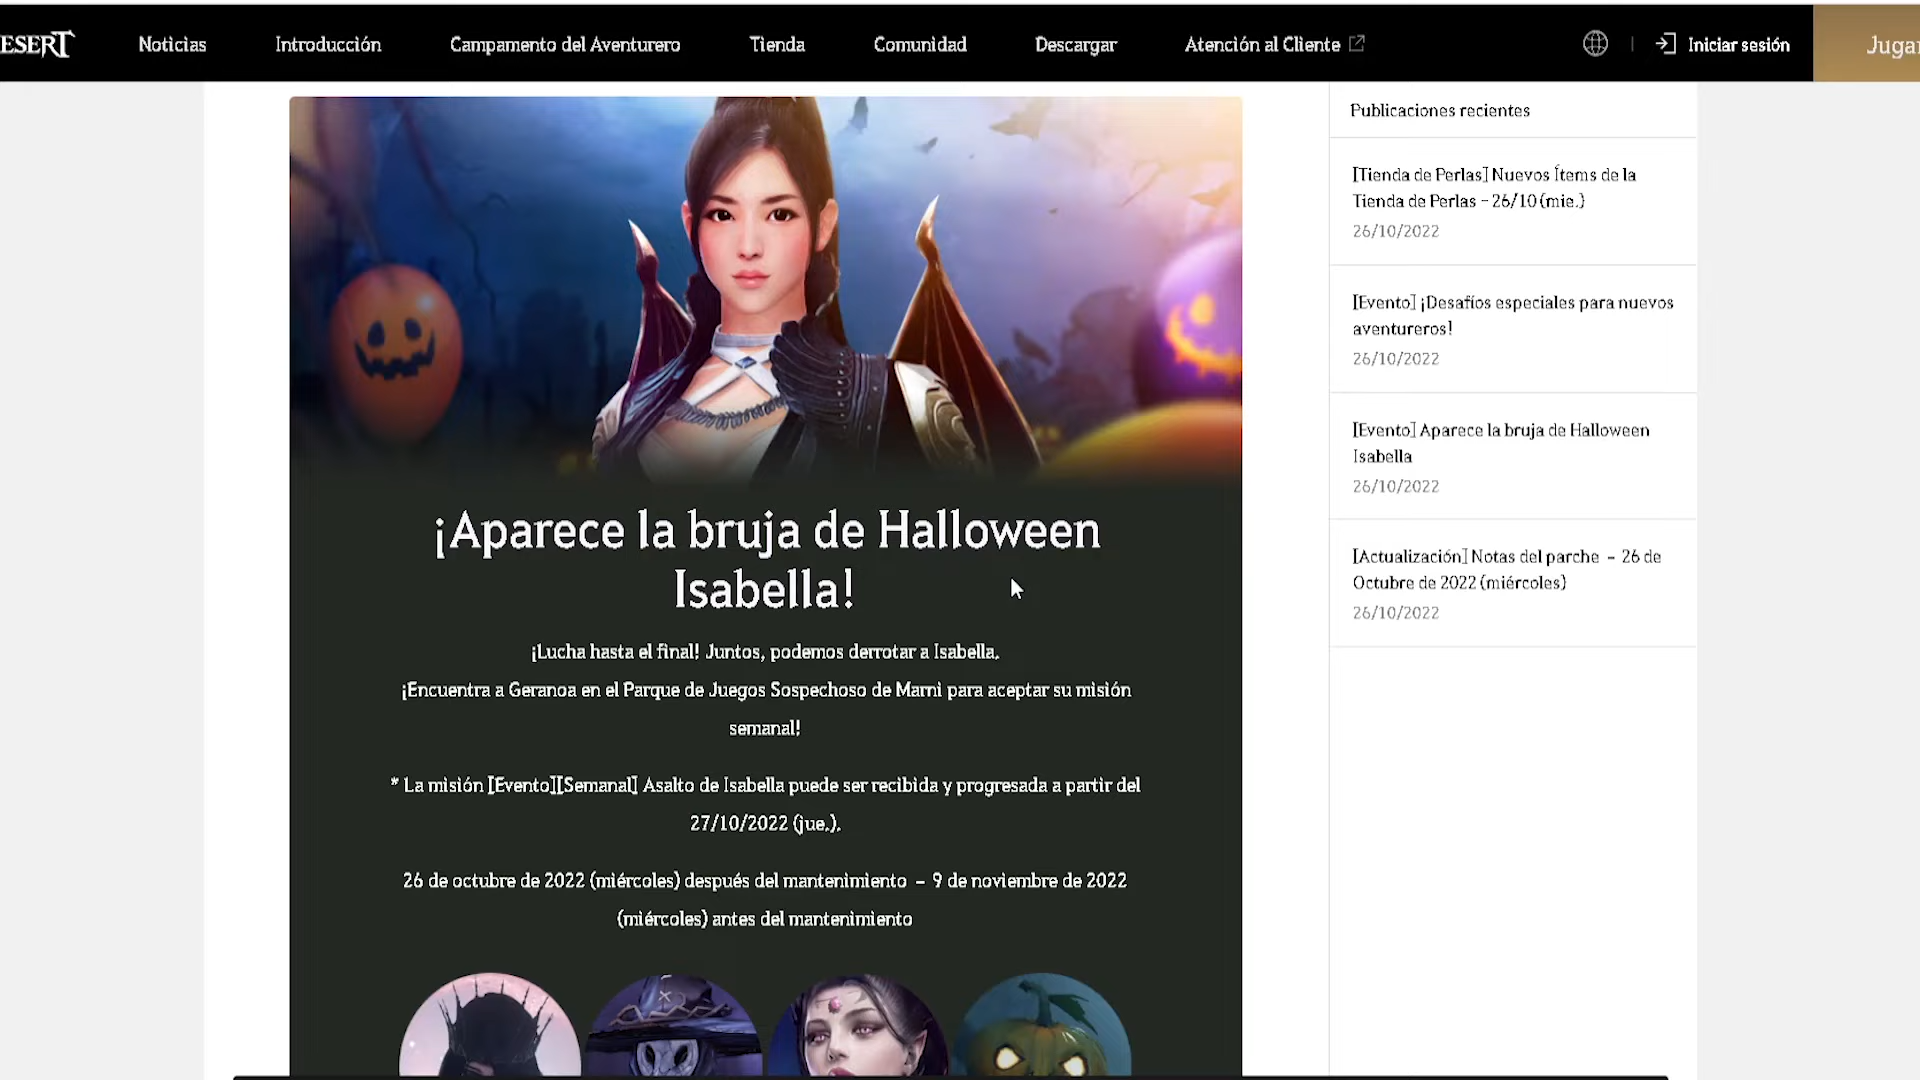 ESERT
Noticias
Introducción
Campamento del Aventurero
Tienda
Comunidad
Descargar
Atención al Cliente
Iniciar sesión
Jugar
¡Aparece la bruja de Halloween
Isabella!
¡Lucha hasta el final! Juntos, podemos derrotar a Isabella.
¡Encuentra a Geranoa en el Parque de Juegos Sospechoso de Marni para aceptar su misión
semanal!
* La misión [Evento][Semanal] Asalto de Isabella puede ser recibida y progresada a partir del
27/10/2022 (jue.).
26 de octubre de 2022 (miércoles) después del mantenimiento – 9 de noviembre de 2022
(miércoles) antes del mantenimiento
Publicaciones recientes
[Tienda de Perlas] Nuevos Ítems de la
Tienda de Perlas - 26/10 (mie.)
26/10/2022
[Evento] ¡Desafíos especiales para nuevos
aventureros!
26/10/2022
[Evento] Aparece la bruja de Halloween
Isabella
26/10/2022
[Actualización] Notas del parche – 26 de
Octubre de 2022 (miércoles)
26/10/2022